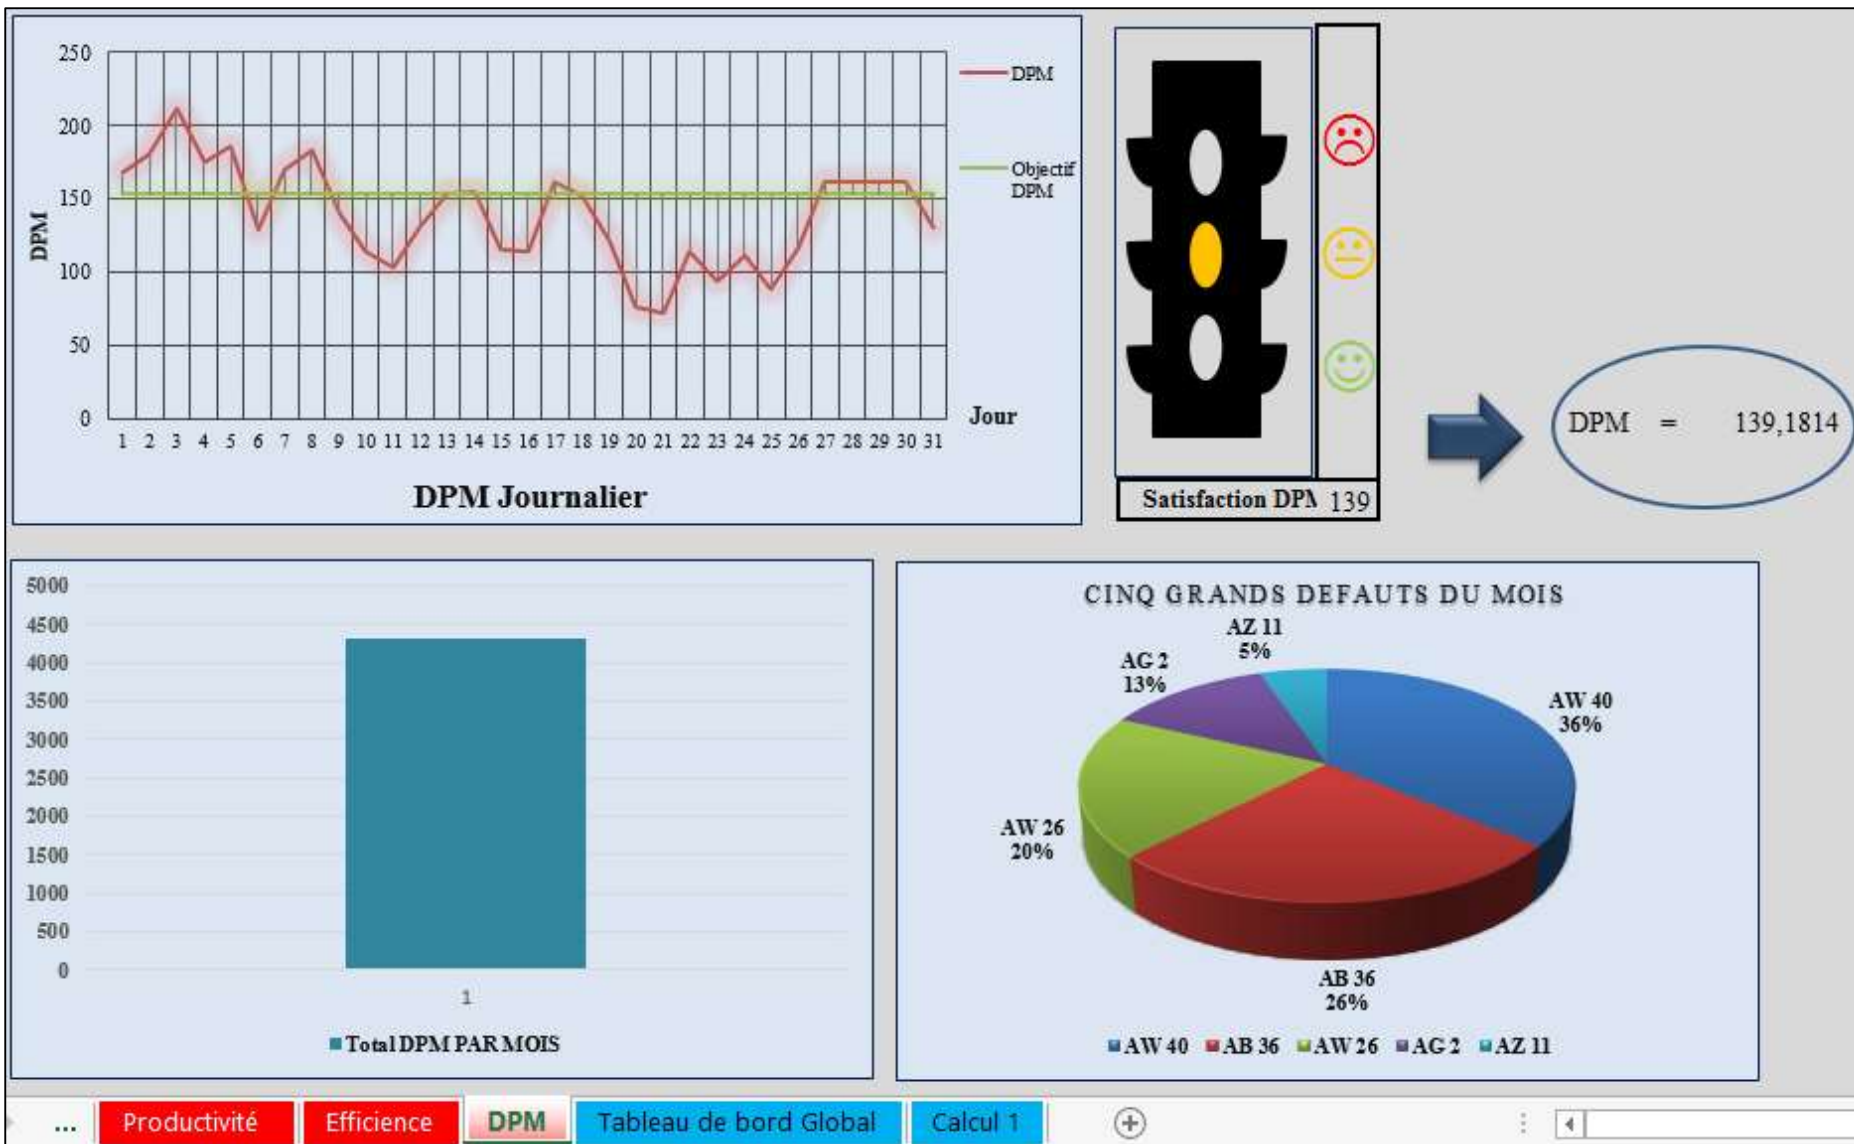 250
200
150
100
50
0
DPM
1 2 3 4 5 6 7 8 9 10 11 12 13 14 15 16 17 18 19 20 21 22 23 24 25 26 27 28 29 30 31
Jour
DPM Journalier
DPM
Objectif
DPM
Satisfaction DPM 139
DPM = 139,1814
5000
4500
4000
3500
3000
2500
2000
1500
1000
500
0
1
Total DPM PAR MOIS
CINQ GRANDS DEFAUTS DU MOIS
AZ 11
5%
AG 2
13%
AW 40
36%
AW 26
20%
AB 36
26%
AW 40 AB 36 AW 26 AG 2 AZ 11
... Productivité Efficience DPM Tableau de bord Global Calcul 1